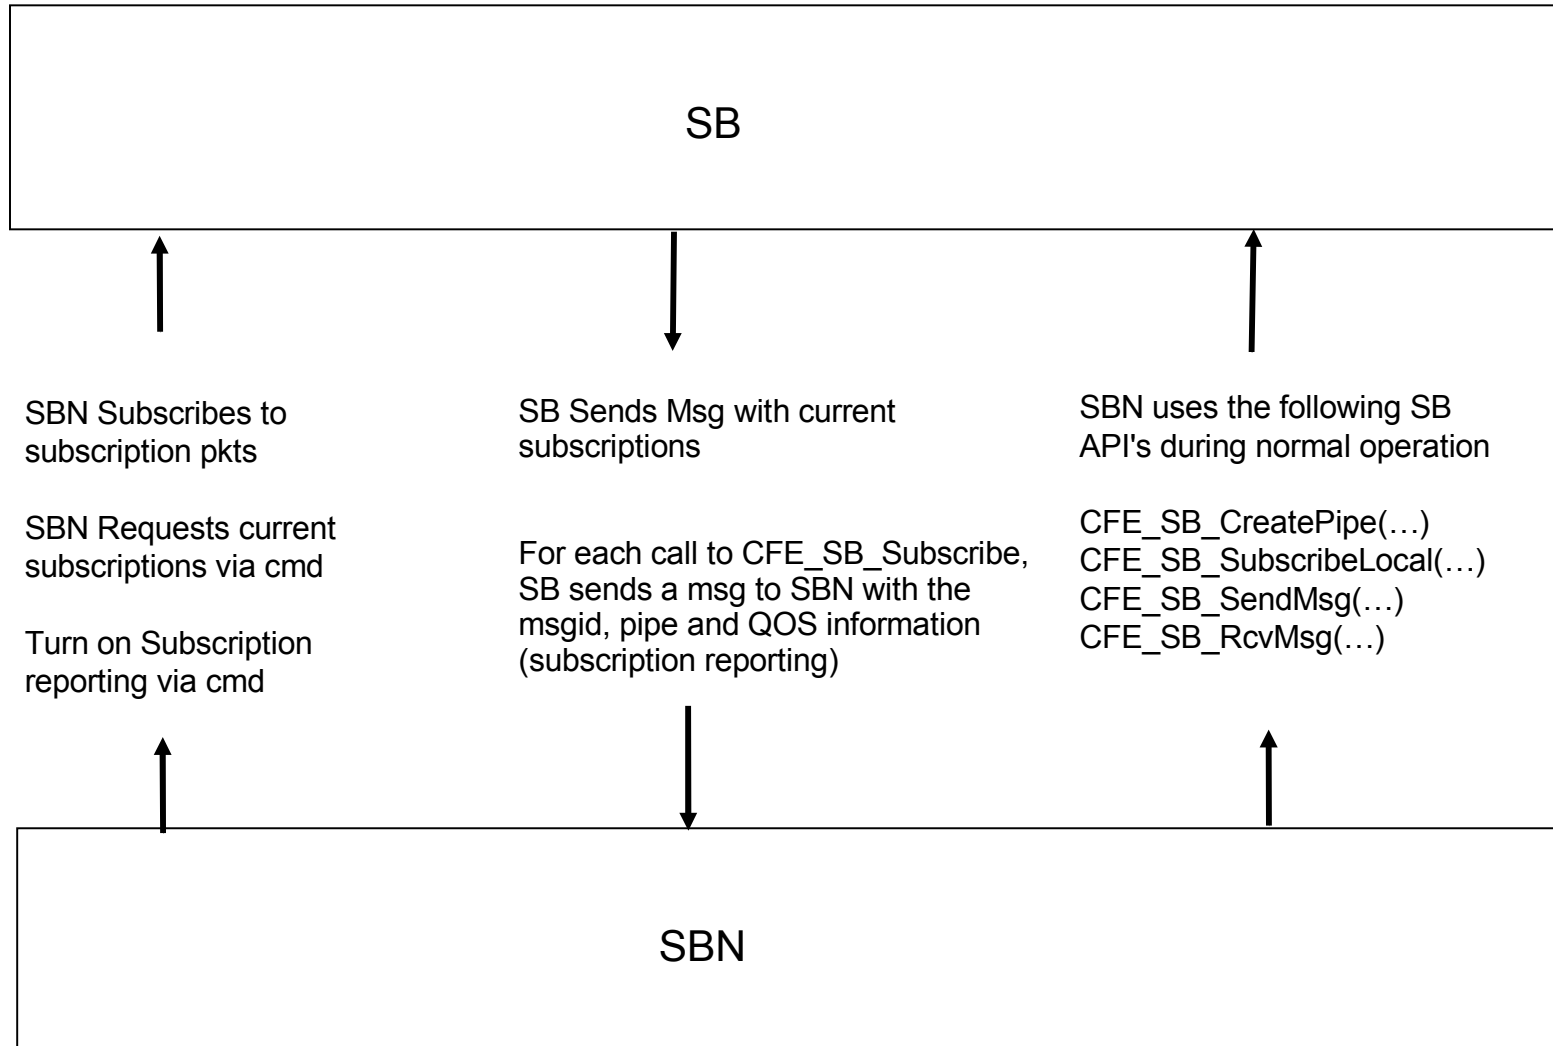 SB
SBN Subscribes to
subscription pkts
SBN Requests current
subscriptions via cmd
Turn on Subscription
reporting via cmd
SB Sends Msg with current
subscriptions
For each call to CFE_SB_Subscribe,
SB sends a msg to SBN with the
msgid, pipe and QOS information
(subscription reporting)
SBN uses the following SB
API's during normal operation
CFE_SB_CreatePipe(…)
CFE_SB_SubscribeLocal(…)
CFE_SB_SendMsg(…)
CFE_SB_RcvMsg(…)
SBN